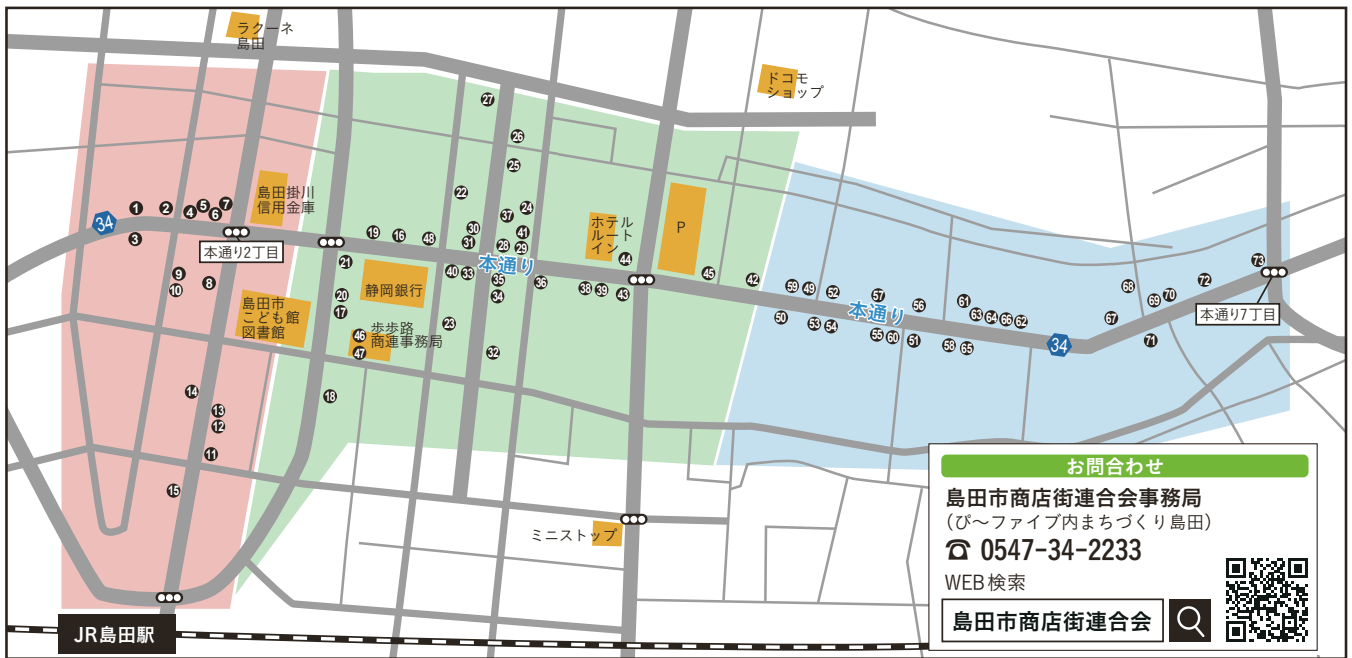 ラクーネ
島田
ドコモ
ショップ
27
26
25
22
島田掛川
信用金庫
1
2
4
5
6
7
34
3
本通り2丁目
19
16
48
30
31
37
24
41
28
29
ホテル
ルート
イン
44
P
本通り
9
10
8
21
静岡銀行
40
33
35
34
36
38
39
43
45
42
島田市
こども館
図書館
20
17
46
47
歩歩路
商連事務局
23
32
18
59
49
52
57
56
61
63
64
66
62
50
53
54
本通り
55
60
51
58
65
34
68
67
69
70
71
72
73
本通り7丁目
14
13
12
11
15
ミニストップ
JR島田駅
お問合わせ
島田市商店街連合会事務局
(ぴ～ファイブ内まちづくり島田)
☎ 0547-34-2233
WEB検索
島田市商店街連合会